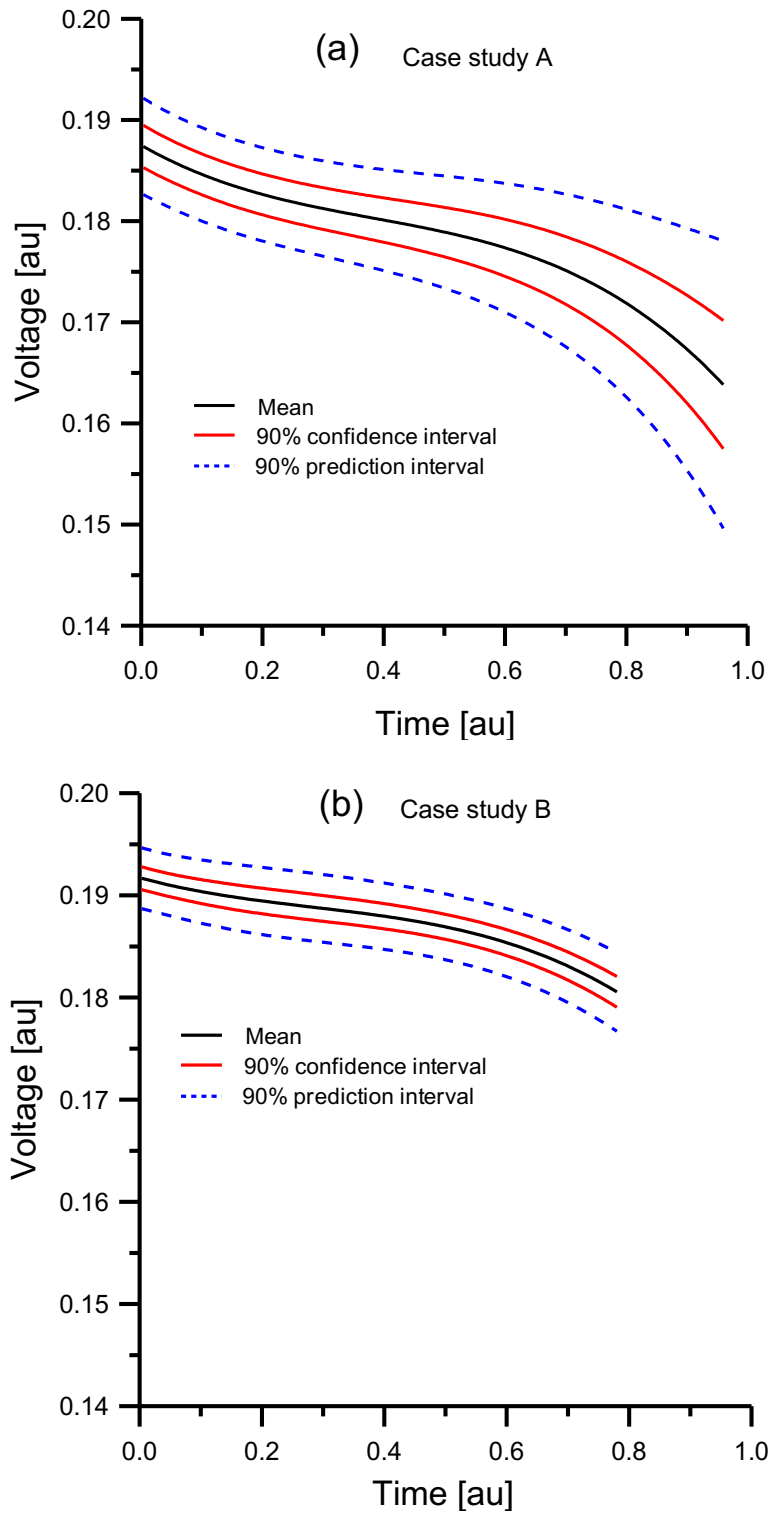 (a) Case study A
0.20
0.19
0.18
0.17
0.16
0.15
0.14
Voltage [au]
Mean
90% confidence interval
90% prediction interval
0.0 0.2 0.4 0.6 0.8 1.0
Time [au]
(b) Case study B
0.20
0.19
0.18
0.17
0.16
0.15
0.14
Voltage [au]
Mean
90% confidence interval
90% prediction interval
0.0 0.2 0.4 0.6 0.8 1.0
Time [au]